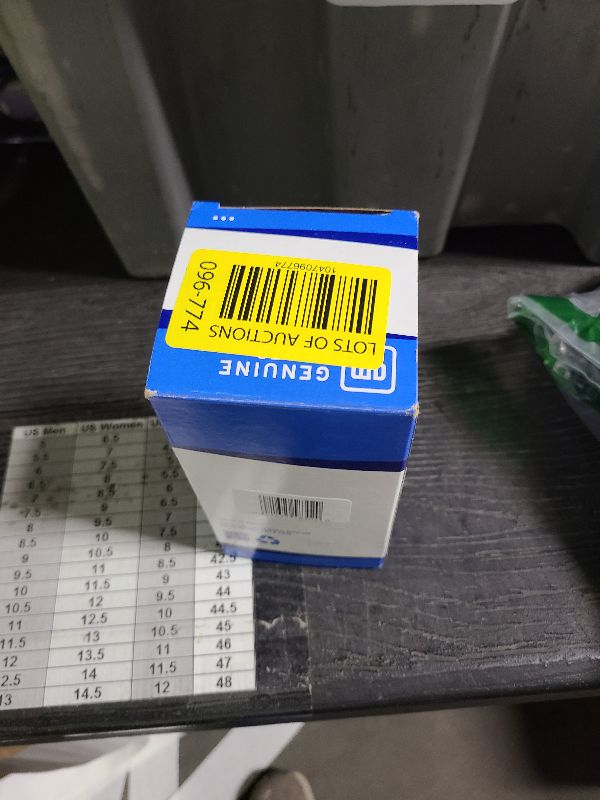 1047096774
096-774
LOTS OF AUCTIONS
gm GENUINE
US Men US Women
6.5
5.5 7
6 7.5 5.5
6.5 8 6
7 8.5 6.5
7.5 9 7
8 9.5 7.5
8.5 10 8 42.5
9 10.5 8.5 43
9.5 11 9 44
10 11.5 9.5 44.5
10.5 12 10 45
11 12.5 10.5 46
11.5 13 11 47
12 13.5 11.5 48
2.5 14 12
13 14.5